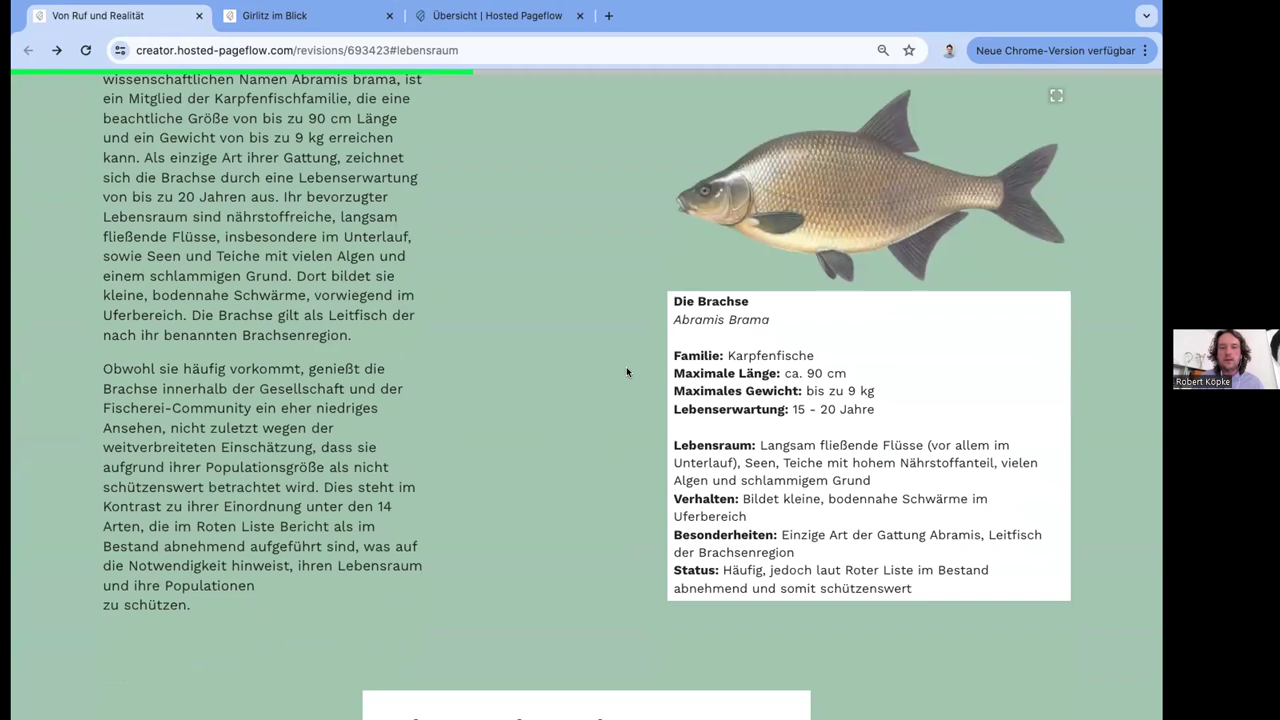 Von Ruf und Realität
Girlitz im Blick
Übersicht | Hosted Pageflow
creator.hosted-pageflow.com/revisions/693423#lebensraum
Neue Chrome-Version verfügbar
wissenschaftlichen Namen Abramis brama, ist
ein Mitglied der Karpfenfischfamilie, die eine
beachtliche Größe von bis zu 90 cm Länge
und ein Gewicht von bis zu 9 kg erreichen
kann. Als einzige Art ihrer Gattung, zeichnet
sich die Brachse durch eine Lebenserwartung
von bis zu 20 Jahren aus. Ihr bevorzugter
Lebensraum sind nährstoffreiche, langsam
fließende Flüsse, insbesondere im Unterlauf,
sowie Seen und Teiche mit vielen Algen und
einem schlammigen Grund. Dort bildet sie
kleine, bodennahe Schwärme, vorwiegend im
Uferbereich. Die Brachse gilt als Leitfisch der
nach ihr benannten Brachsenregion.
Obwohl sie häufig vorkommt, genießt die
Brachse innerhalb der Gesellschaft und der
Fischerei-Community ein eher niedriges
Ansehen, nicht zuletzt wegen der
weitverbreiteten Einschätzung, dass sie
aufgrund ihrer Populationsgröße als nicht
schützenswert betrachtet wird. Dies steht im
Kontrast zu ihrer Einordnung unter den 14
Arten, die im Roten Liste Bericht als im
Bestand abnehmend aufgeführt sind, was auf
die Notwendigkeit hinweist, ihren Lebensraum
und ihre Populationen
zu schützen.
Die Brachse
Abramis Brama
Familie: Karpfenfische
Maximale Länge: ca. 90 cm
Maximales Gewicht: bis zu 9 kg
Lebenserwartung: 15 - 20 Jahre
Lebensraum: Langsam fließende Flüsse (vor allem im
Unterlauf), Seen, Teiche mit hohem Nährstoffanteil, vielen
Algen und schlammigem Grund
Verhalten: Bildet kleine, bodennahe Schwärme im
Uferbereich
Besonderheiten: Einzige Art der Gattung Abramis, Leitfisch
der Brachsenregion
Status: Häufig, jedoch laut Roter Liste im Bestand
abnehmend und somit schützenswert
Robert Köpke